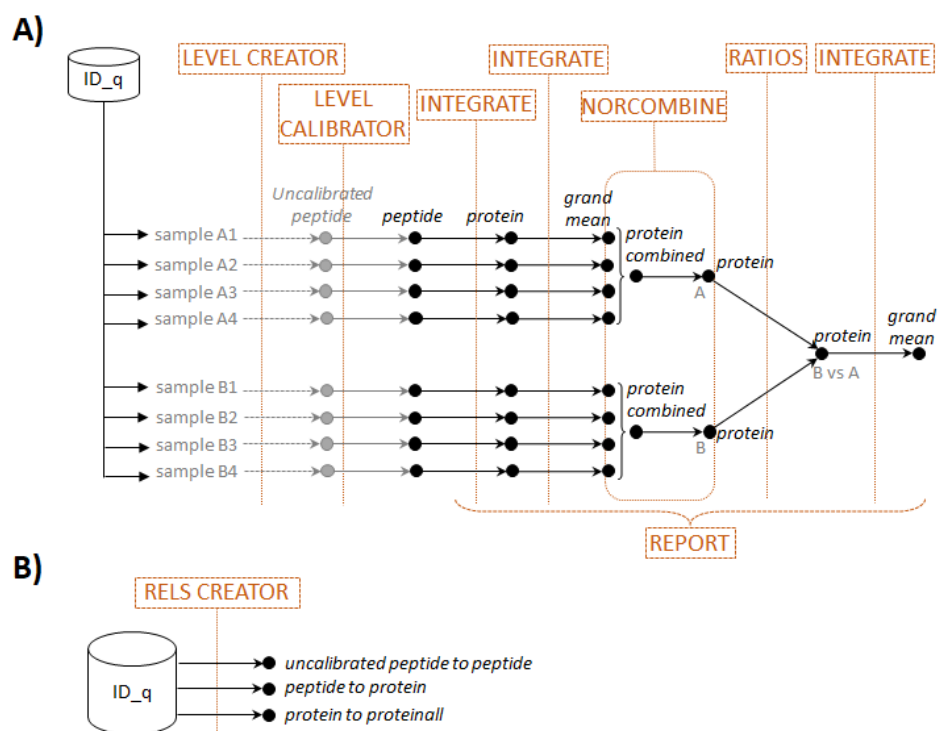 A)
ID_q
LEVEL CREATOR
LEVEL
CALIBRATOR
INTEGRATE
INTEGRATE
NORCOMBINE
RATIOS
INTEGRATE
Uncalibrated
peptide
peptide
protein
grand
mean
sample A1
sample A2
sample A3
sample A4
protein
combined
A
protein
sample B1
sample B2
sample B3
sample B4
protein
combined
B
protein
protein
B vs A
grand
mean
REPORT
B)
RELS CREATOR
ID_q
uncalibrated peptide to peptide
peptide to protein
protein to proteinall